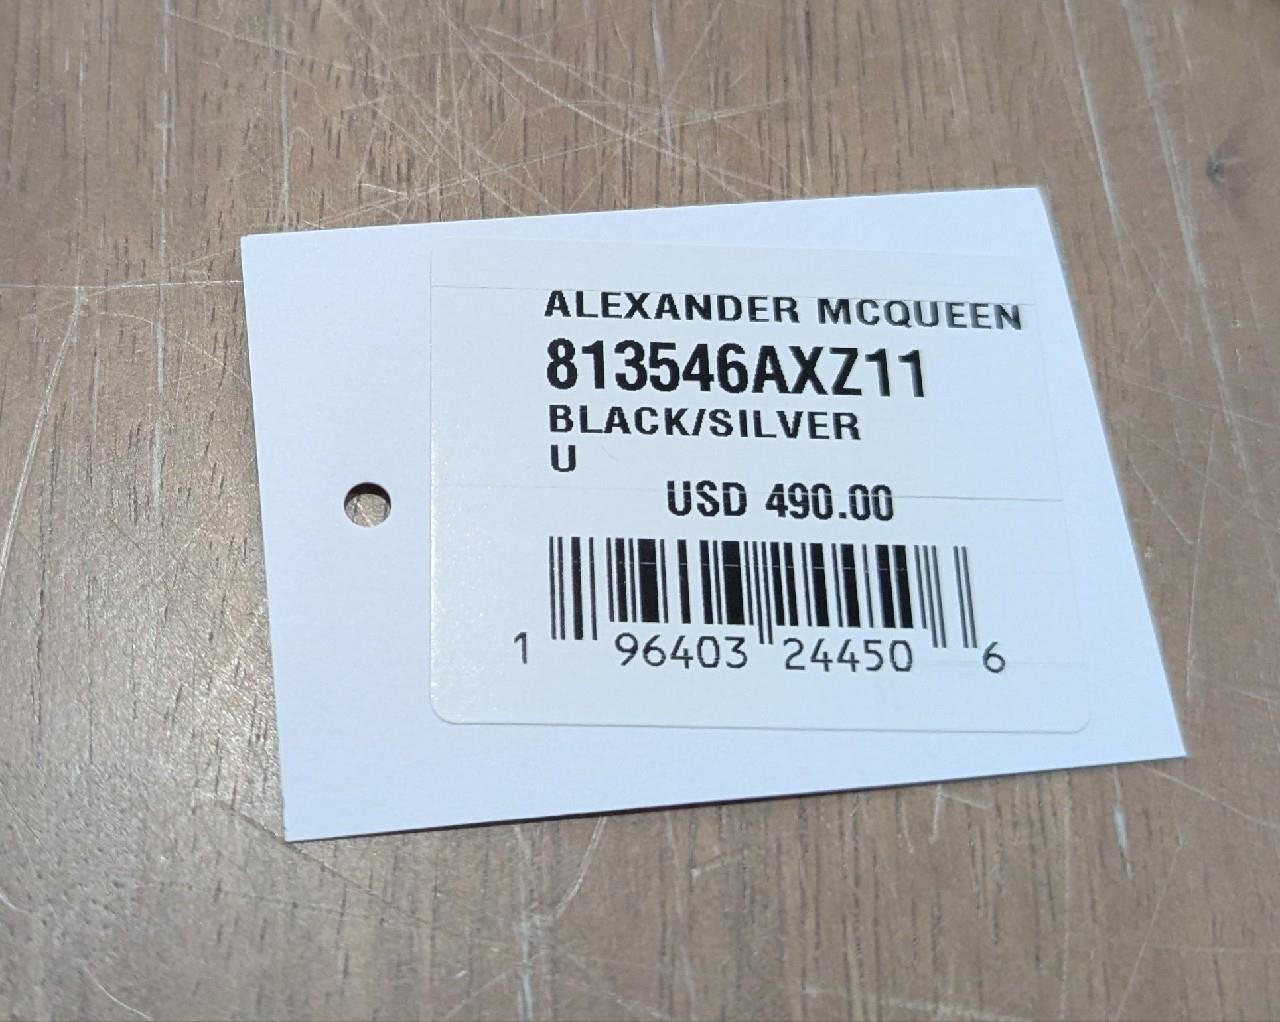 ALEXANDER MCQUEEN
813546AXZ11
BLACK/SILVER
U
USD 490.00
1 96403 24450 6